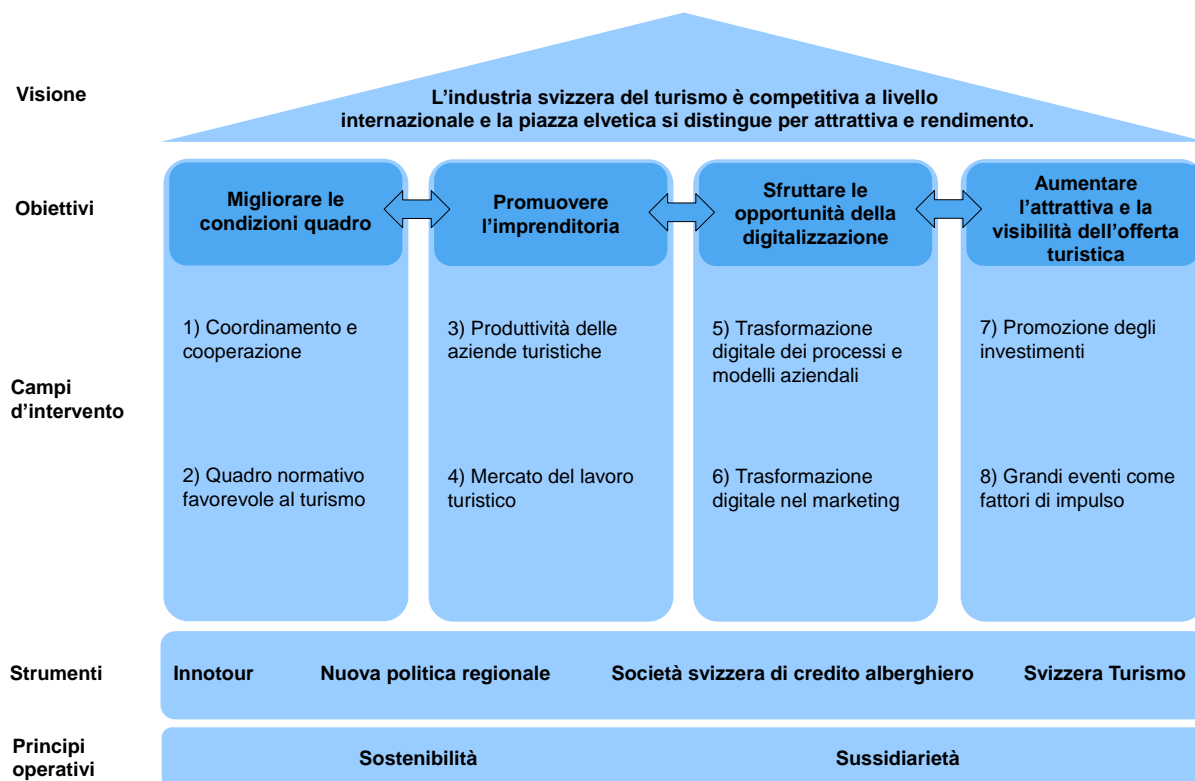 Visione
L’industria svizzera del turismo è competitiva a livello
internazionale e la piazza elvetica si distingue per attrattiva e rendimento.
Obiettivi
Migliorare le
condizioni quadro
Promuovere
l’imprenditoria
Sfruttare le
opportunità della
digitalizzazione
Aumentare
l’attrattiva e la
visibilità dell’offerta
turistica
Campi
d’intervento
1) Coordinamento e
cooperazione
2) Quadro normativo
favorevole al turismo
3) Produttività delle
aziende turistiche
4) Mercato del lavoro
turistico
5) Trasformazione
digitale dei processi e
modelli aziendali
6) Trasformazione
digitale nel marketing
7) Promozione degli
investimenti
8) Grandi eventi come
fattori di impulso
Strumenti
Innotour
Nuova politica regionale
Società svizzera di credito alberghiero
Svizzera Turismo
Principi
operativi
Sostenibilità
Sussidiarietà